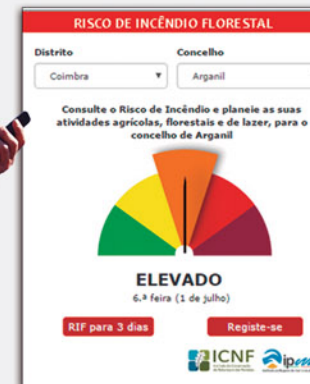 RISCO DE INCÊNDIO FLORESTAL
Distrito Concelho
Coimbra Arganil
Consulte o Risco de Incêndio e planeie as suas
atividades agrícolas, florestais e de lazer, para o
concelho de Arganil
ELEVADO
6.ª feira (1 de julho)
RIF para 3 dias Registe-se
ICNF